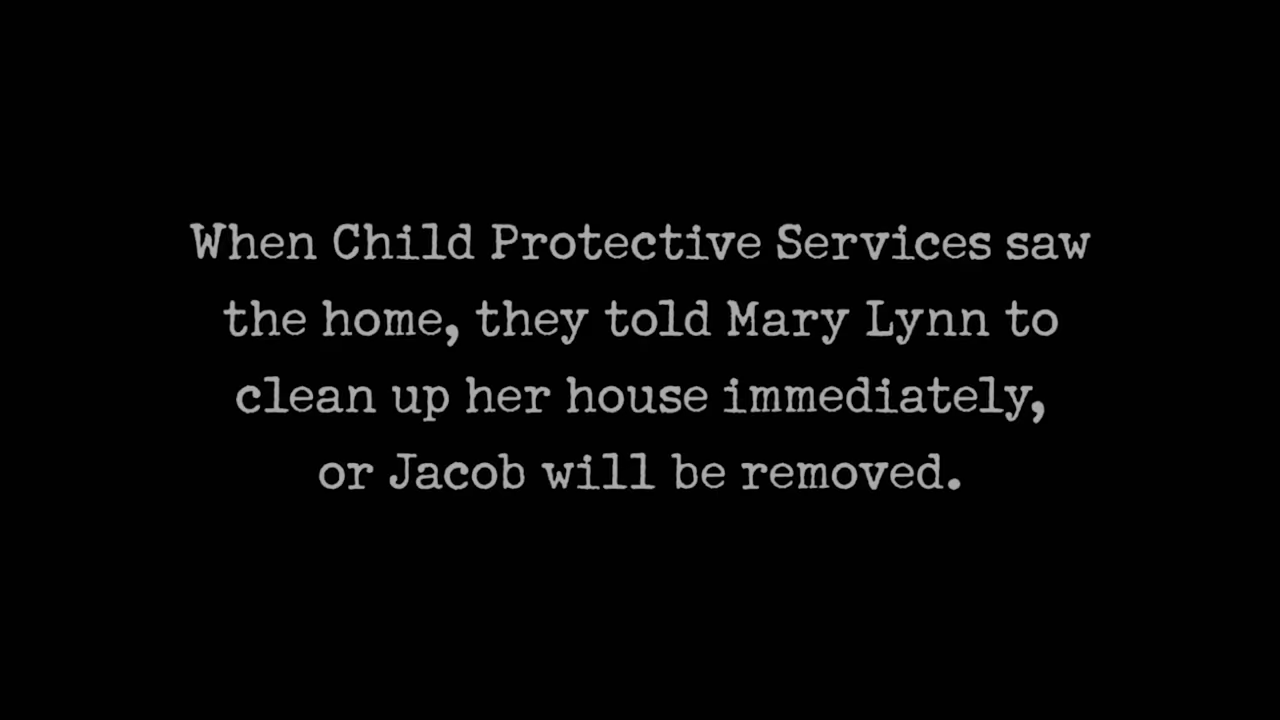 When Child Protective Services saw
the home, they told Mary Lynn to
clean up her house immediately,
or Jacob will be removed.